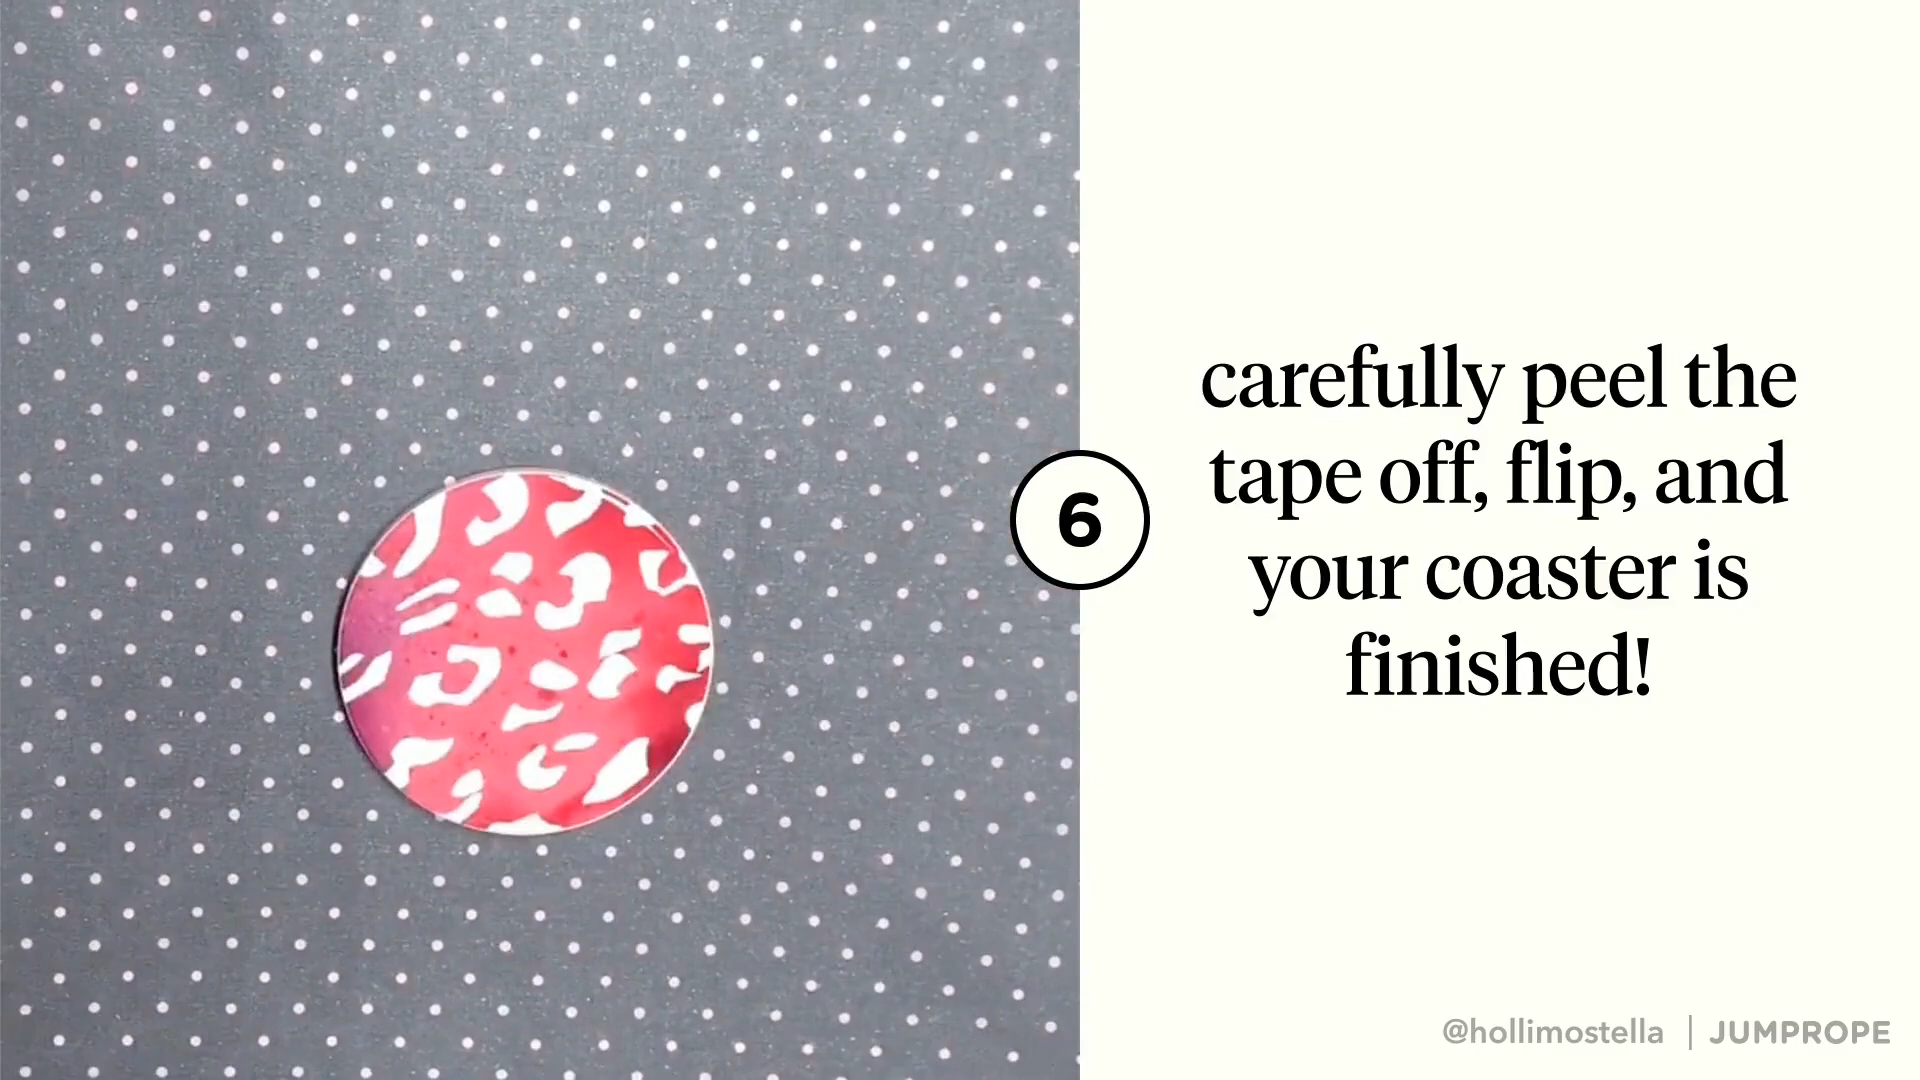 6
carefully peel the
tape off, flip, and
your coaster is
finished!
@hollimostella | JUMPROPE